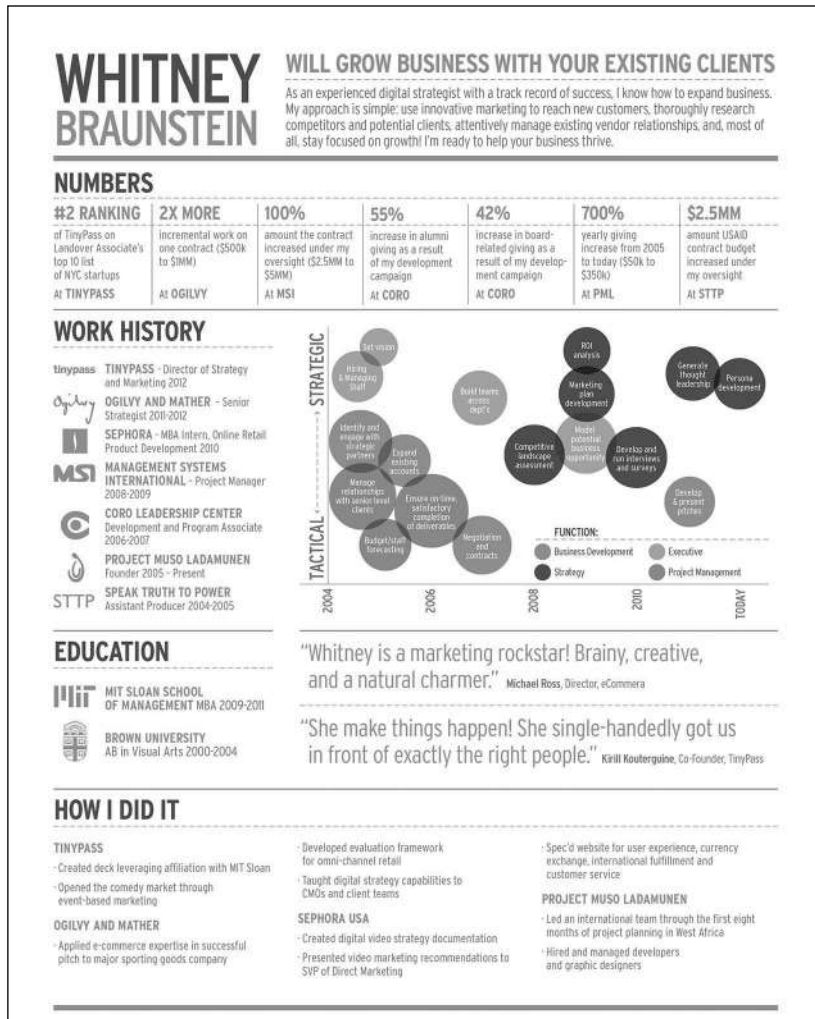 WHITNEY
BRAUNSTEIN
WILL GROW BUSINESS WITH YOUR EXISTING CLIENTS
As an experienced digital strategist with a track record of success, I know how to expand business.
My approach is simple: use innovative marketing to reach new customers, thoroughly research
competitors and potential clients, attentively manage existing vendor relationships, and, most of
all, stay focused on growth! I'm ready to help your business thrive.
NUMBERS
#2 RANKING
of TinyPass on
Landover Associate's
top 10 list
of NYC startups
At TINYPASS
2X MORE
incremental work on
one contract ($500k
to $1MM)
At OGILVY
100%
amount the contract
increased under my
oversight ($2.5MM to
$5MM)
At MSI
55%
increase in alumni
giving as a result
of my development
campaign
At CORO
42%
increase in board-
related giving as a
result of my develop-
ment campaign
At CORO
700%
yearly giving
increase from 2005
to today ($50k to
$350k)
At PML
$2.5MM
amount USAID
contract budget
increased under
my oversight
At STTP
WORK HISTORY
tinypass
TINYPASS - Director of Strategy
and Marketing 2012
Ogilvy
OGILVY AND MATHER - Senior
Strategist 2011-2012
SEPHORA - MBA Intern, Online Retail
Product Development 2010
MSI
MANAGEMENT SYSTEMS
INTERNATIONAL - Project Manager
2008-2009
CORO LEADERSHIP CENTER
Development and Program Associate
2006-2007
PROJECT MUSO LADAMUNEN
Founder 2005 - Present
STTP
SPEAK TRUTH TO POWER
Assistant Producer 2004-2005
STRATEGIC
TACTICAL
Set vision
Hiring
& Managing
Staff
Identify and
engage with
strategic
partners
Expand
existing
accounts
Manage
relationships
with senior level
clients
Ensure on-time,
satisfactory
completion
of deliverables
Budget/staff
forecasting
Negotiation
and
contracts
Build teams
across
dept's
ROI
analysis
Marketing
plan
development
Competitive
landscape
assessment
Model
potential
business
opportunity
Develop and
run interviews
and surveys
Generate
thought
leadership
Persona
development
Develop
& present
pitches
FUNCTION:
Business Development
Executive
Strategy
Project Management
2004
2006
2008
2010
TODAY
EDUCATION
MIT
MIT SLOAN SCHOOL
OF MANAGEMENT MBA 2009-2011
BROWN UNIVERSITY
AB in Visual Arts 2000-2004
"Whitney is a marketing rockstar! Brainy, creative,
and a natural charmer." Michael Ross, Director, eCommera
"She make things happen! She single-handedly got us
in front of exactly the right people." Kirill Kouterguine, Co-Founder, TinyPass
HOW I DID IT
TINYPASS
· Created deck leveraging affiliation with MIT Sloan
· Opened the comedy market through
event-based marketing
OGILVY AND MATHER
· Applied e-commerce expertise in successful
pitch to major sporting goods company
· Developed evaluation framework
for omni-channel retail
· Taught digital strategy capabilities to
CMOs and client teams
SEPHORA USA
· Created digital video strategy documentation
· Presented video marketing recommendations to
SVP of Direct Marketing
· Spec'd website for user experience, currency
exchange, international fulfillment and
customer service
PROJECT MUSO LADAMUNEN
· Led an international team through the first eight
months of project planning in West Africa
· Hired and managed developers
and graphic designers